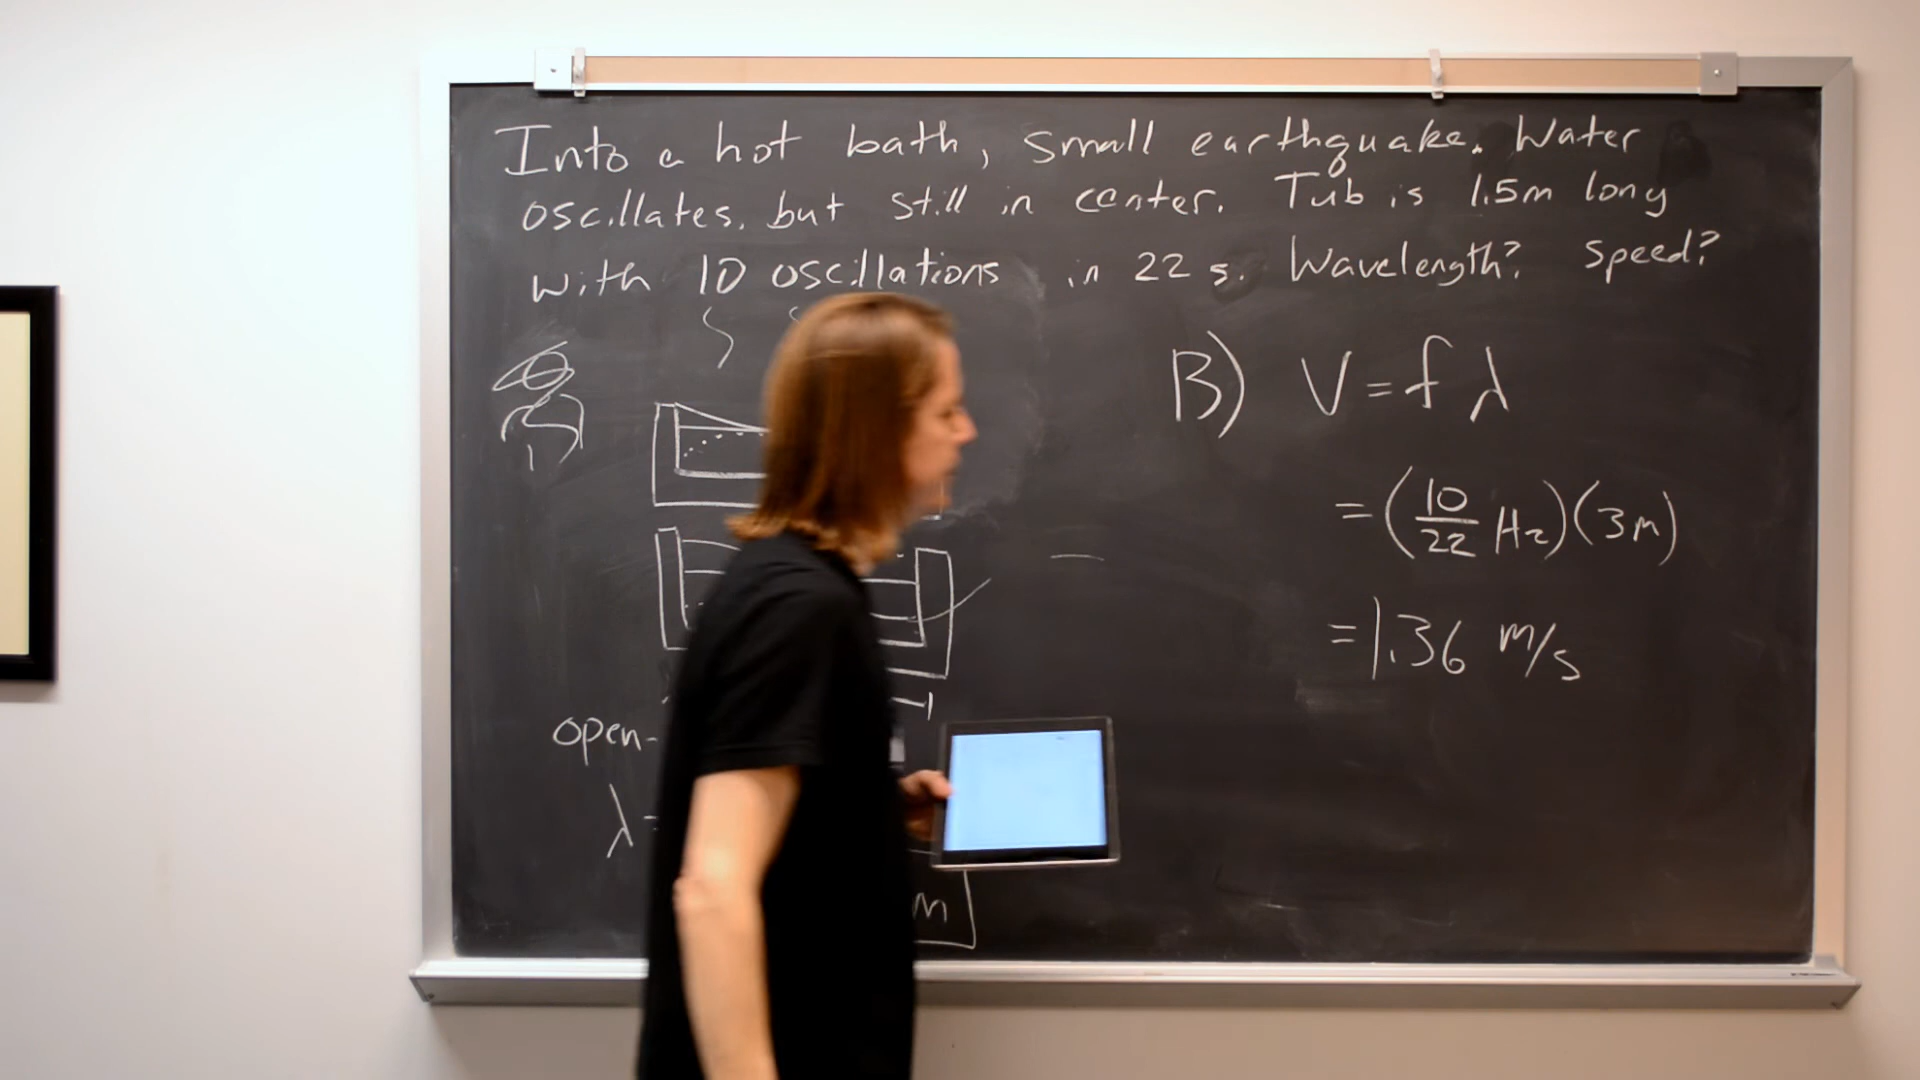 Into a hot bath, small earthquake. Water
oscillates, but still in center. Tub is 1.5m long
with 10 oscillations in 22 s. Wavelength? Speed?
B) V = f λ
= (10/22 Hz)(3m)
= 1.36 m/s
open-
λ =
m